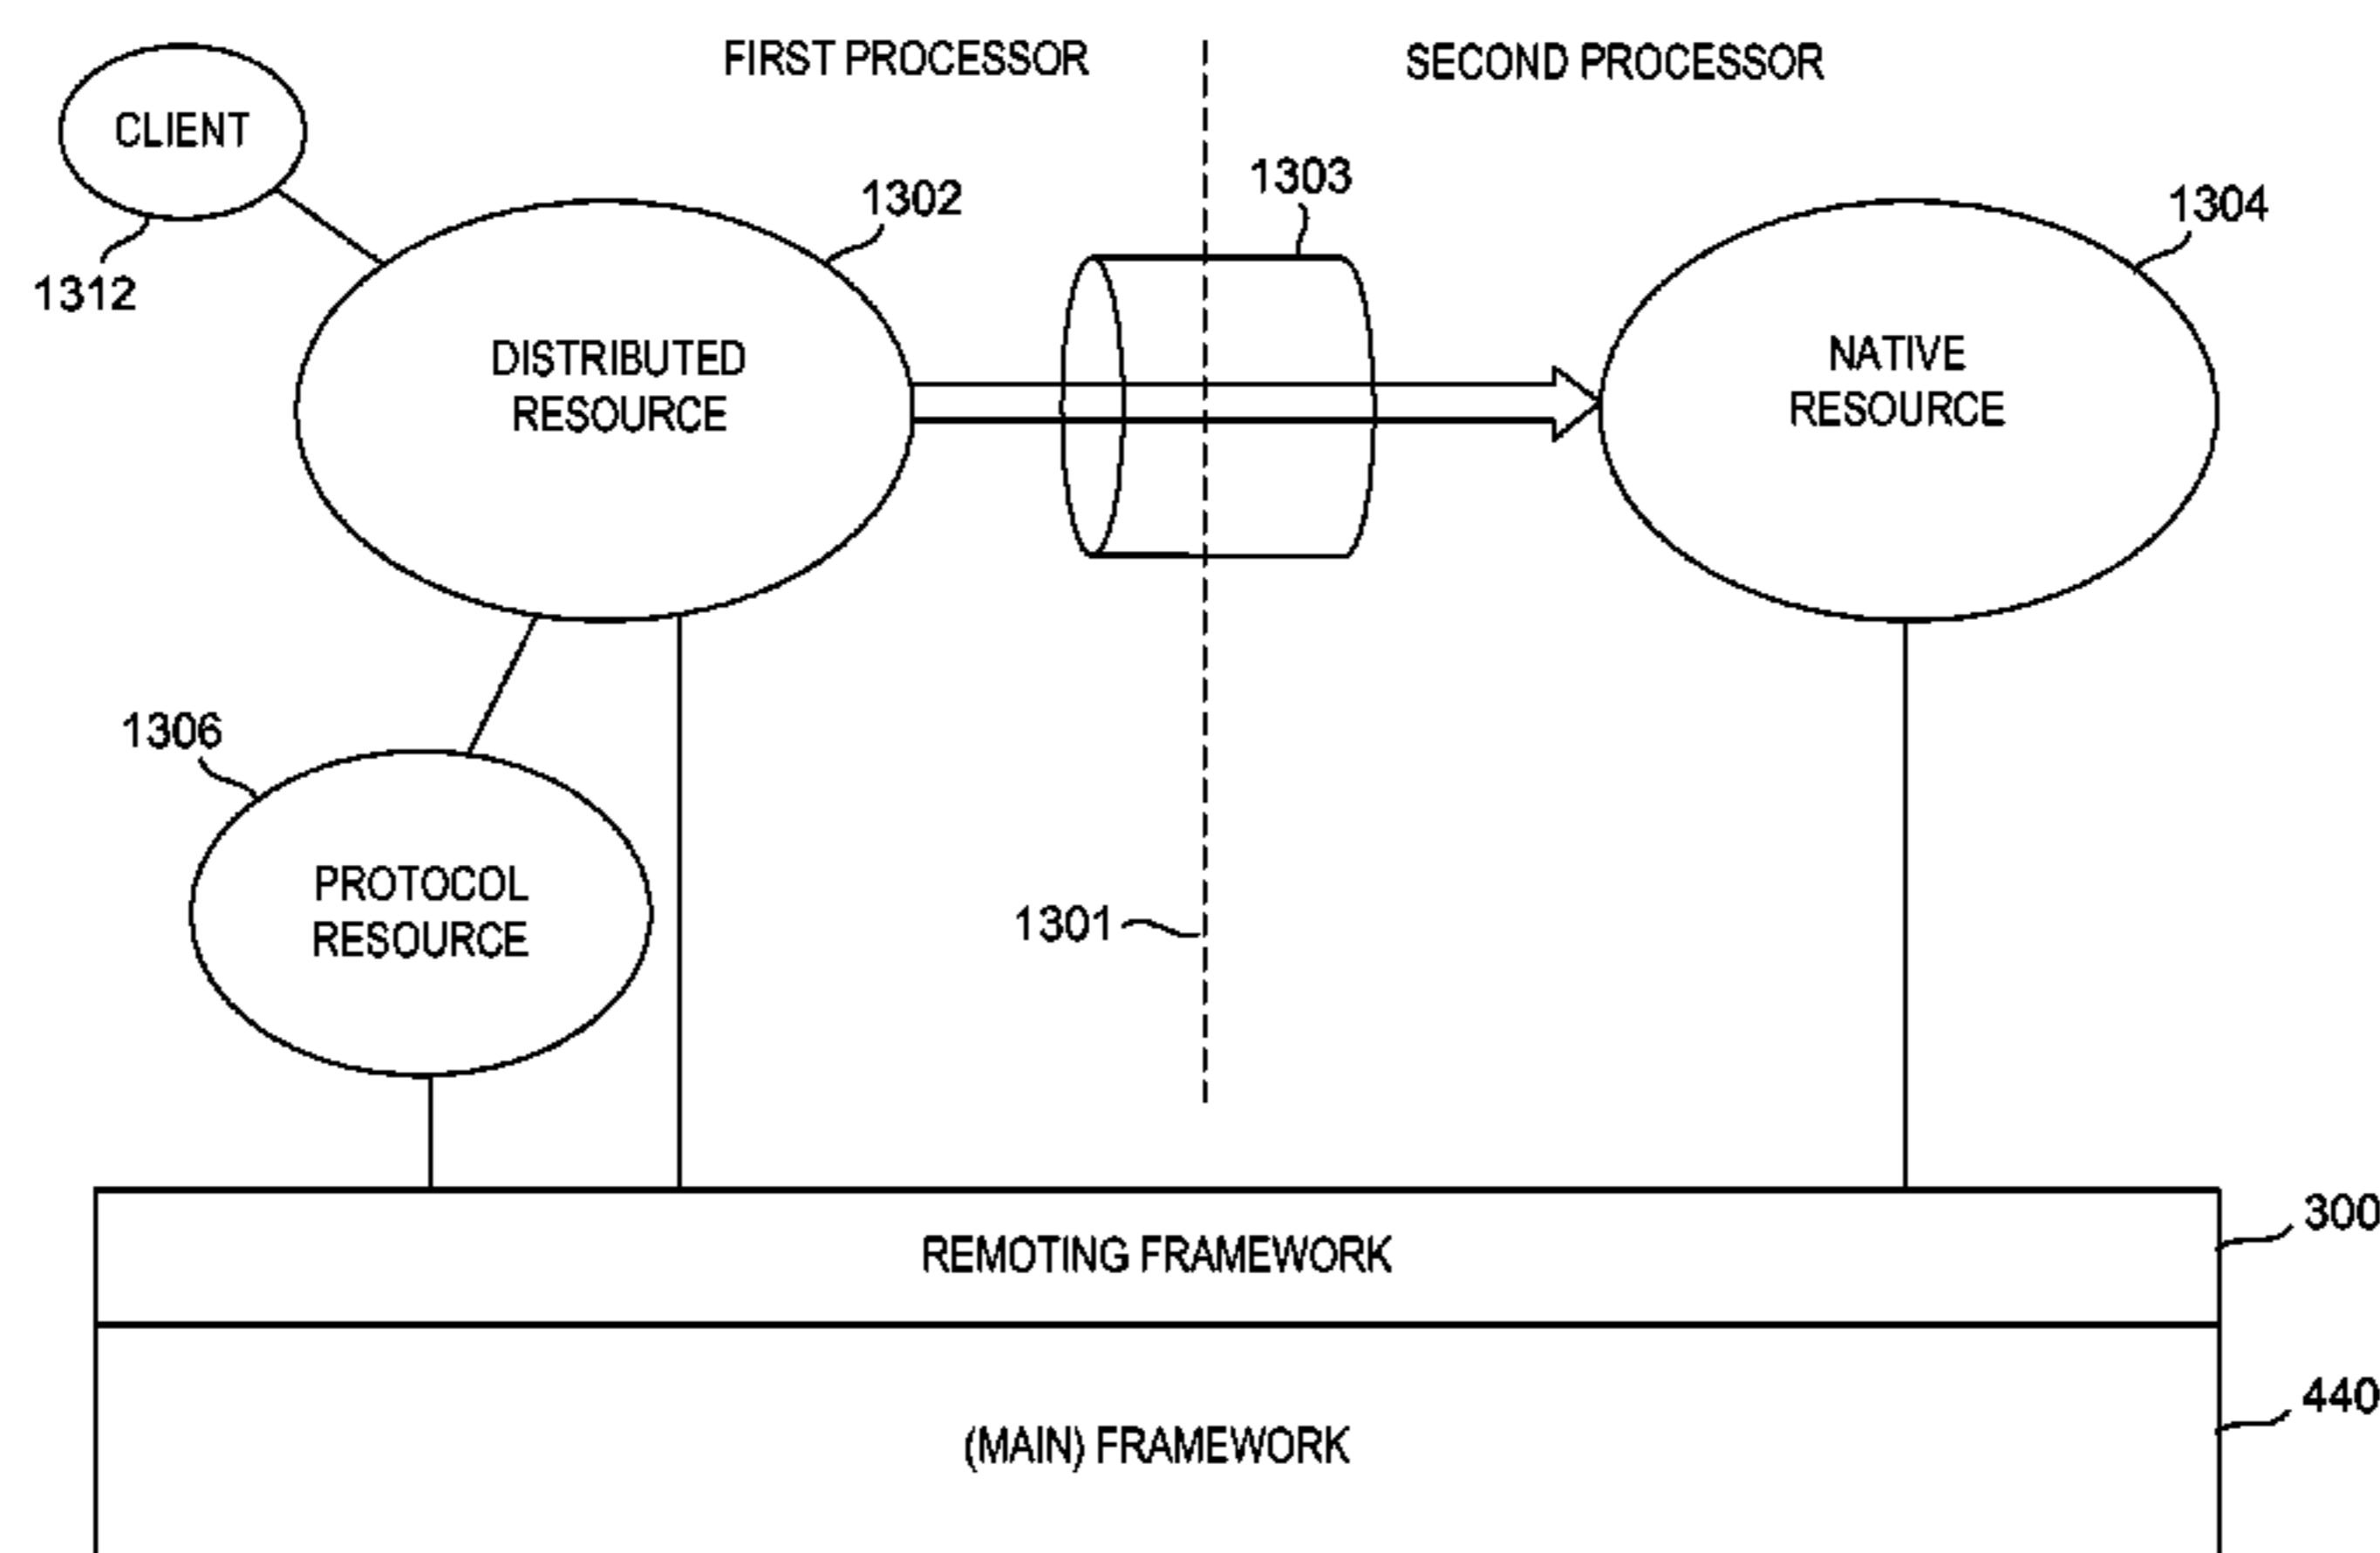 FIRST PROCESSOR
SECOND PROCESSOR
CLIENT
1312
1302
1303
1304
DISTRIBUTED
RESOURCE
NATIVE
RESOURCE
1306
PROTOCOL
RESOURCE
1301
REMOTING FRAMEWORK
300
(MAIN) FRAMEWORK
440